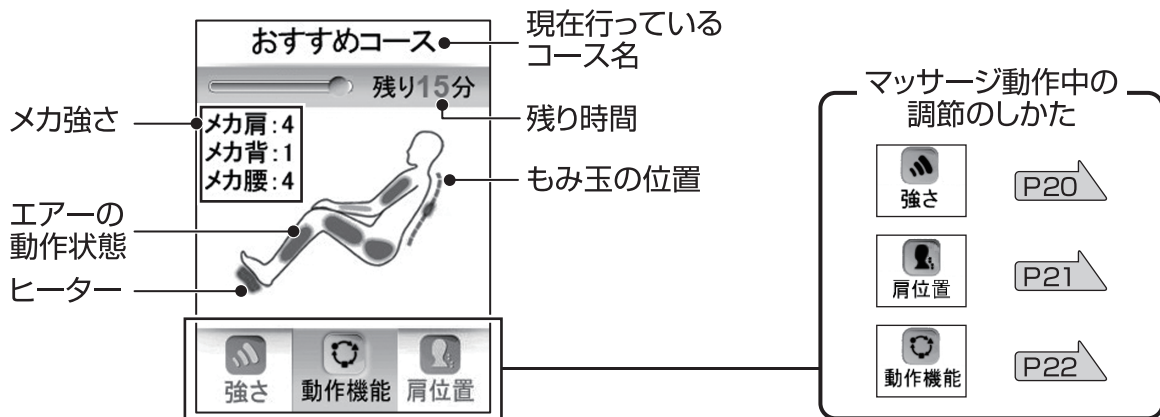 おすすめコース
残り15分
メカ肩:4
メカ背:1
メカ腰:4
強さ
動作機能
肩位置
メカ強さ
エアーの
動作状態
ヒーター
現在行っている
コース名
残り時間
もみ玉の位置
マッサージ動作中の
調節のしかた
強さ
P20
肩位置
P21
動作機能
P22